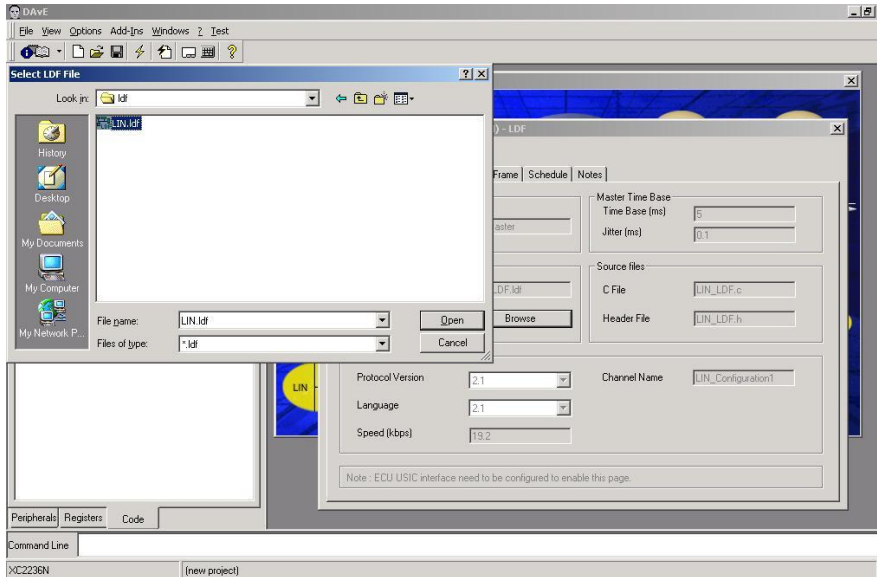 DAvE
File View Options Add-Ins Windows ? Test
Select LDF File
Look in: ldf
LIN.ldf
History
Desktop
My Documents
My Computer
My Network P...
File name: LIN.ldf Open
Files of type: *.ldf Cancel
- LDF
Frame Schedule Notes
Master Time Base
Time Base (ms) 5
Jitter (ms) 0.1
Source files
C File LIN_LDF.c
Browse Header File LIN_LDF.h
LIN
Protocol Version 2.1 Channel Name LIN_Configuration1
Language 2.1
Speed (kbps) 19.2
Note : ECU USIC interface need to be configured to enable this page.
Peripherals Registers Code
Command Line
XC2236N (new project)